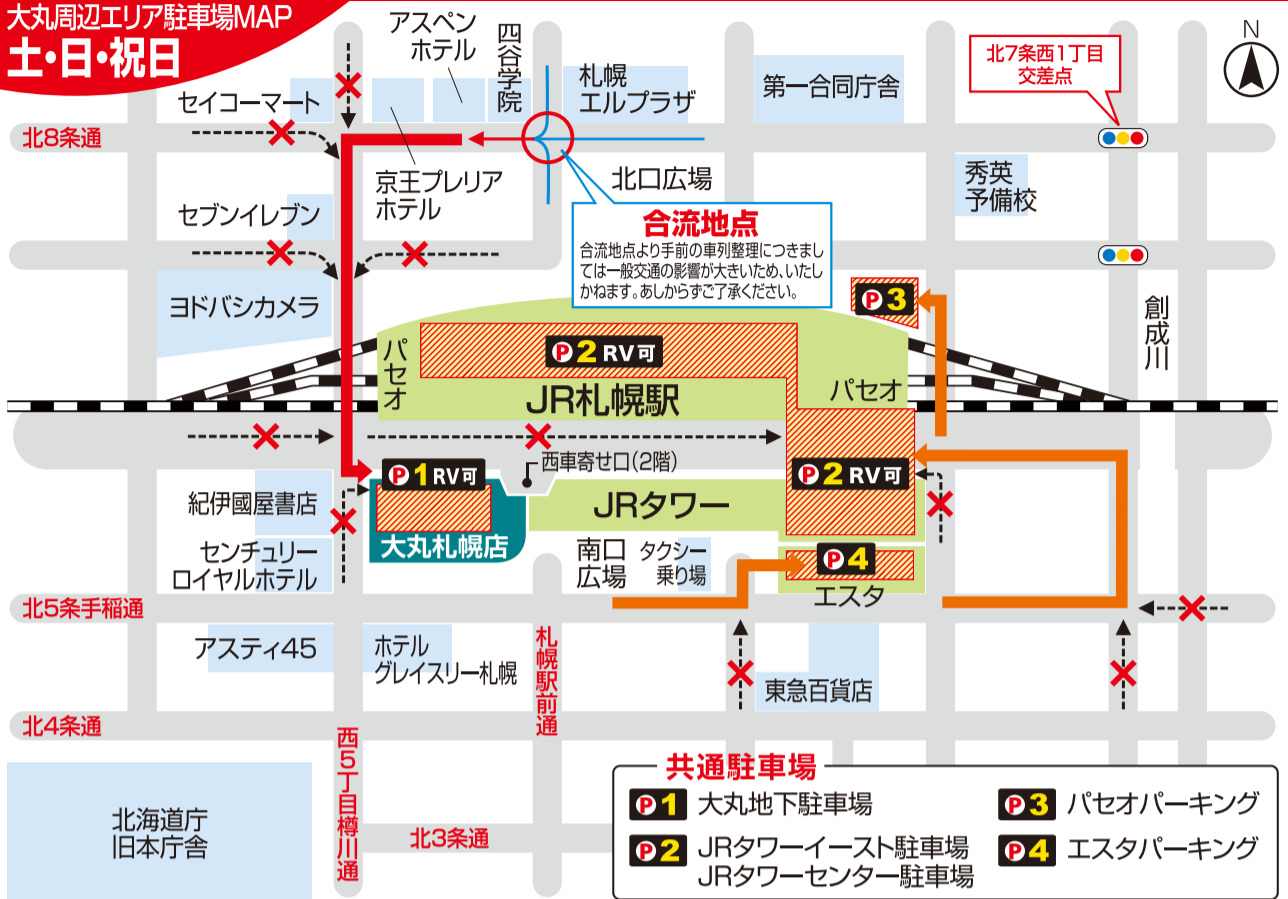 大丸周辺エリア駐車場MAP
土・日・祝日
アスペン
ホテル
四谷学院
札幌
エルプラザ
第一合同庁舎
北7条西1丁目
交差点
N
セイコーマート
北8条通
京王プレリア
ホテル
北口広場
秀英
予備校
セブンイレブン
合流地点
合流地点より手前の車列整理につきまし
ては一般交通の影響が大きいため、いたし
かねます。あしからずご了承ください。
ヨドバシカメラ
P3
創成川
パセオ
P2 RV可
パセオ
JR札幌駅
西車寄せ口(2階)
P1 RV可
P2 RV可
紀伊國屋書店
JRタワー
大丸札幌店
センチュリー
ロイヤルホテル
南口
広場
タクシー
乗り場
P4
エスタ
北5条手稲通
アスティ45
ホテル
グレイスリー札幌
札幌駅前通
東急百貨店
北4条通
西5丁目樽川通
北海道庁
旧本庁舎
北3条通
共通駐車場
P1 大丸地下駐車場
P2 JRタワーイースト駐車場
JRタワーセンター駐車場
P3 パセオパーキング
P4 エスタパーキング